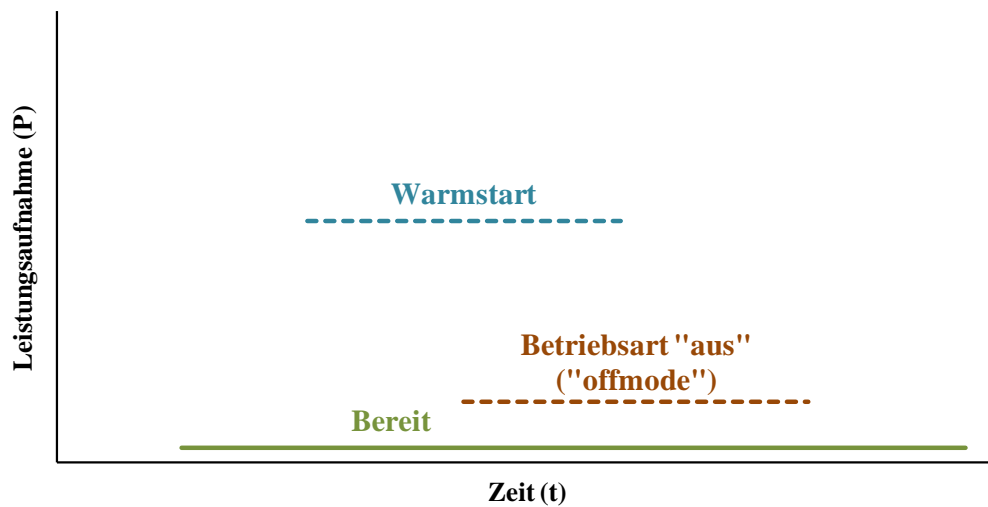 Leistungsaufnahme (P)
Warmstart
Betriebsart "aus"
("offmode")
Bereit
Zeit (t)